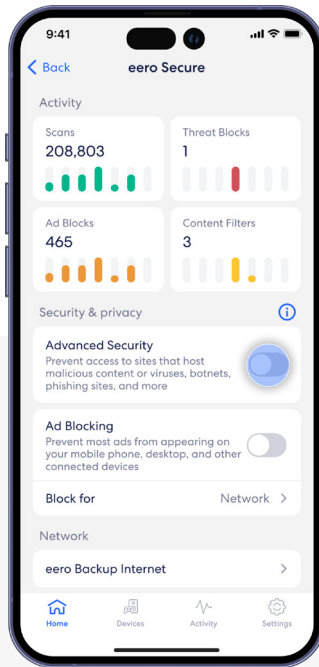 9:41
Back
eero Secure
Activity
Scans
208,803
Threat Blocks
1
Ad Blocks
465
Content Filters
3
Security & privacy
Advanced Security
Prevent access to sites that host
malicious content or viruses, botnets,
phishing sites, and more
Ad Blocking
Prevent most ads from appearing on
your mobile phone, desktop, and other
connected devices
Block for
Network
Network
eero Backup Internet
Home
Devices
Activity
Settings